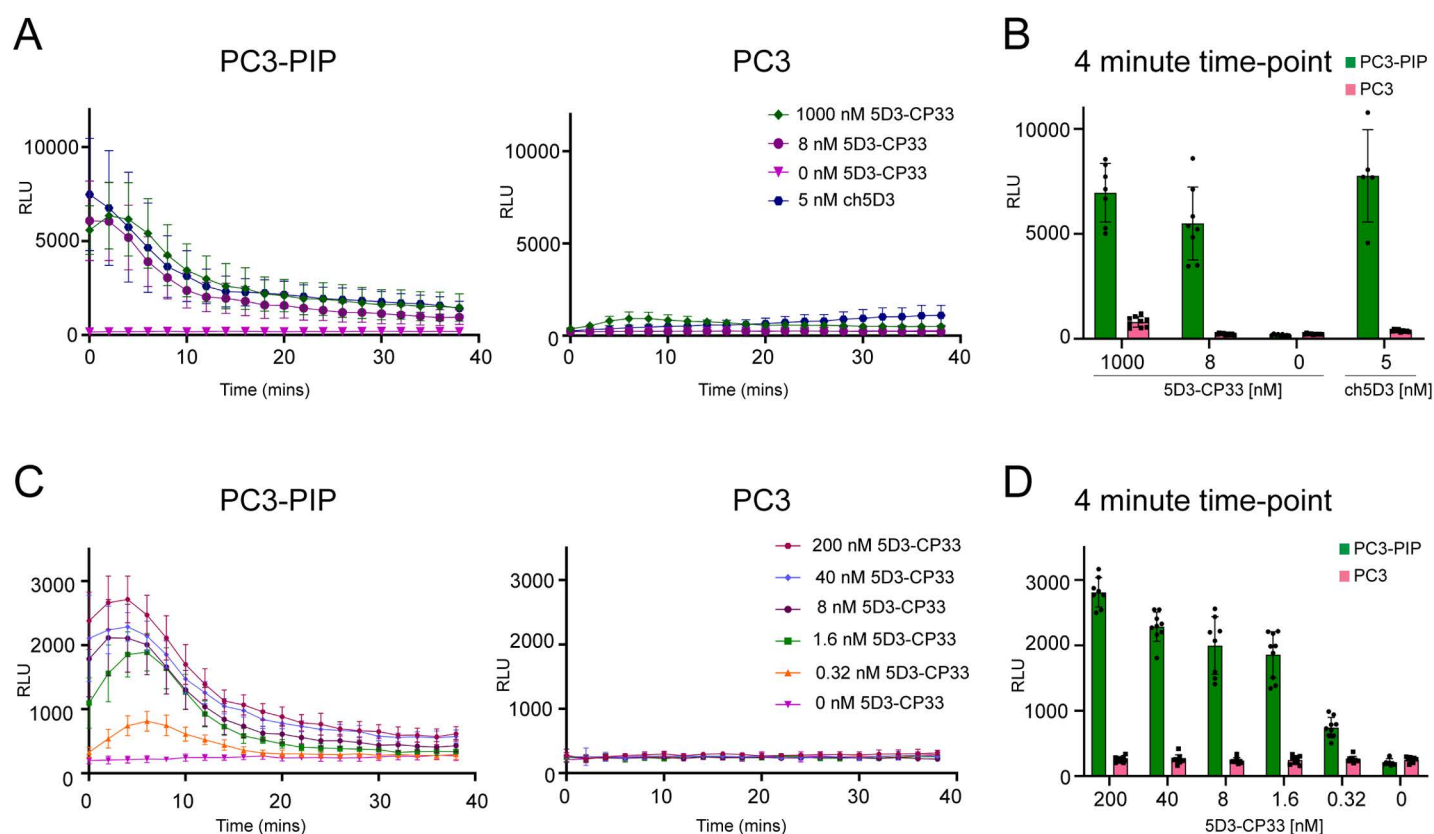 A
PC3-PIP
PC3
RLU
10000
5000
0
0
10
20
30
40
Time (mins)
RLU
10000
5000
0
0
10
20
30
40
Time (mins)
1000 nM 5D3-CP33
8 nM 5D3-CP33
0 nM 5D3-CP33
5 nM ch5D3
B
4 minute time-point
PC3-PIP
PC3
RLU
10000
5000
0
1000
8
0
5
5D3-CP33 [nM]
ch5D3 [nM]
C
PC3-PIP
PC3
RLU
3000
2000
1000
0
0
10
20
30
40
Time (mins)
RLU
3000
2000
1000
0
0
10
20
30
40
Time (mins)
200 nM 5D3-CP33
40 nM 5D3-CP33
8 nM 5D3-CP33
1.6 nM 5D3-CP33
0.32 nM 5D3-CP33
0 nM 5D3-CP33
D
4 minute time-point
PC3-PIP
PC3
RLU
3000
2000
1000
0
200
40
8
1.6
0.32
0
5D3-CP33 [nM]